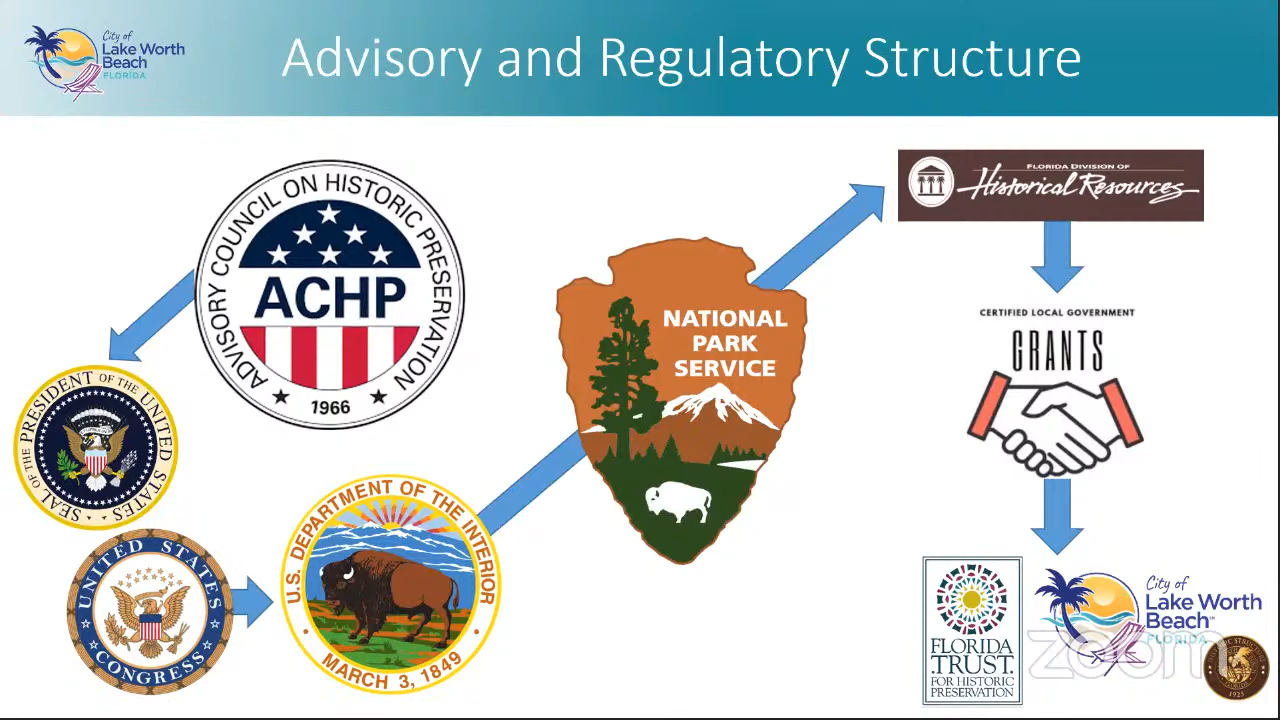 City of
Lake Worth
Beach
FLORIDA
Advisory and Regulatory Structure
ADVISORY COUNCIL ON HISTORIC PRESERVATION
ACHP
1966
SEAL OF THE PRESIDENT OF THE UNITED STATES
UNITED STATES
CONGRESS
U.S. DEPARTMENT OF THE INTERIOR
MARCH 3, 1849
NATIONAL
PARK
SERVICE
FLORIDA DIVISION OF
Historical Resources
CERTIFIED LOCAL GOVERNMENT
GRANTS
FLORIDA
TRUST
FOR HISTORIC
PRESERVATION
City of
Lake Worth
Beach
FLORIDA
zoom